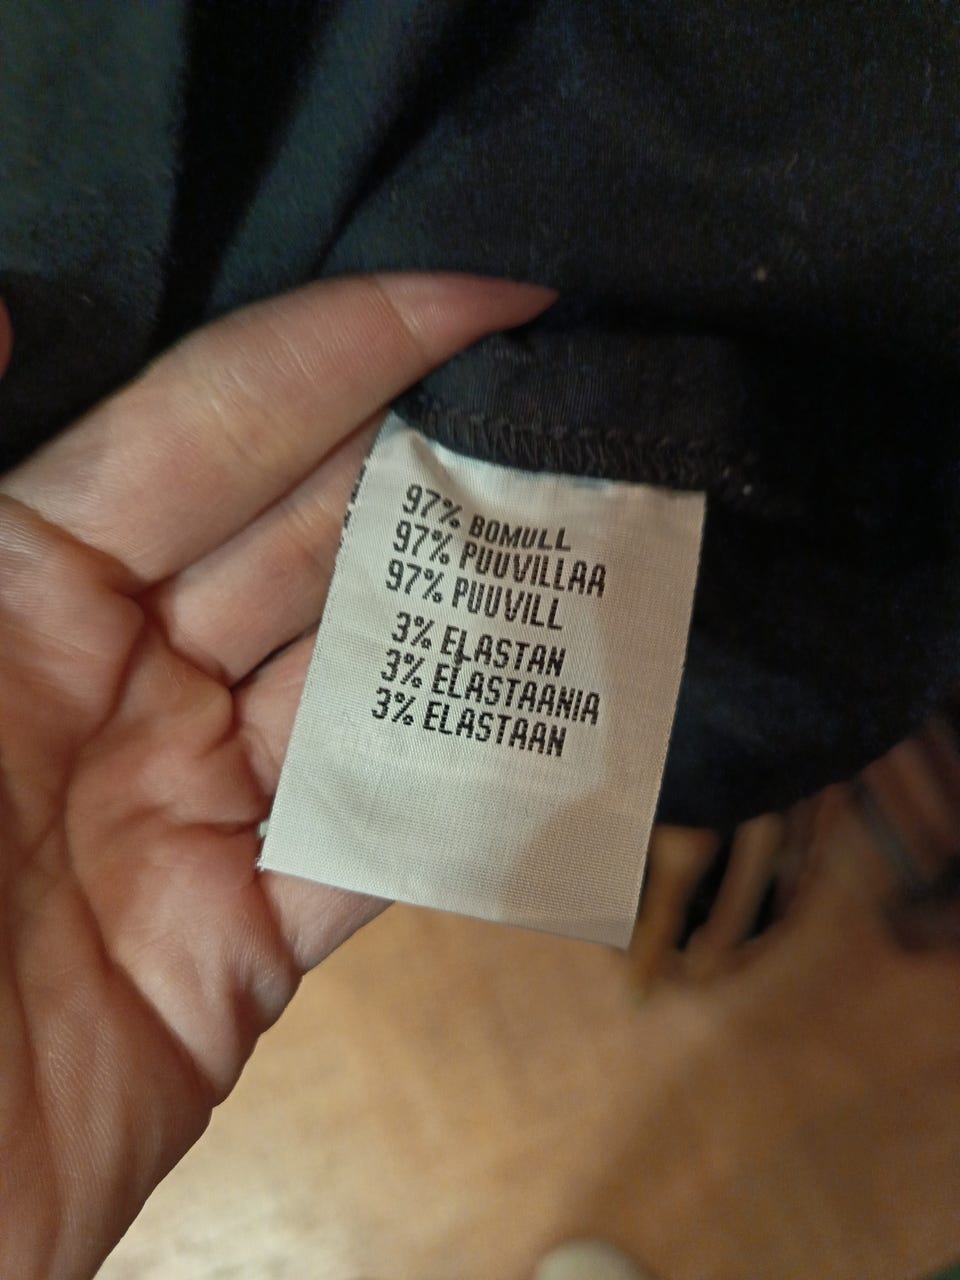 97% BOMULL
97% PUUVILLAA
97% PUUVILL
3% ELASTAN
3% ELASTAANIA
3% ELASTAAN